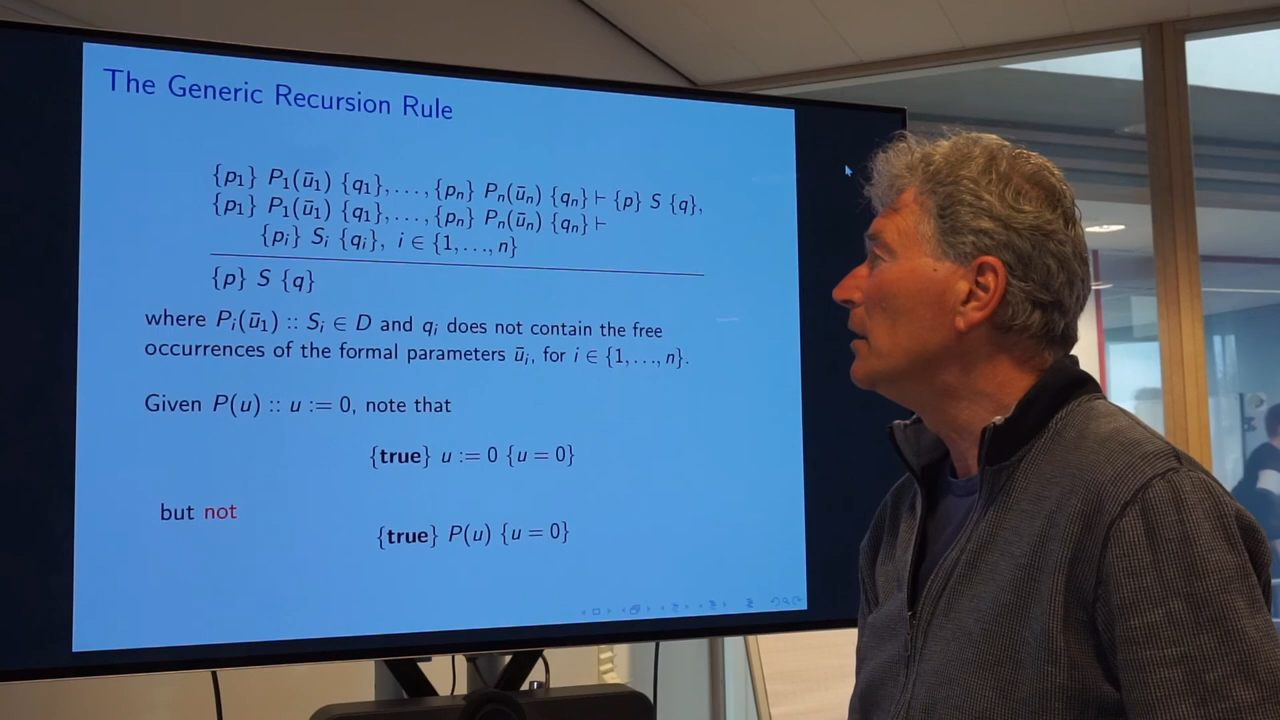 The Generic Recursion Rule
{p₁} P₁(ū₁) {q₁}, . . . , {pₙ} Pₙ(ūₙ) {qₙ} ⊢ {p} S {q},
{p₁} P₁(ū₁) {q₁}, . . . , {pₙ} Pₙ(ūₙ) {qₙ} ⊢
{pᵢ} Sᵢ {qᵢ}, i ∈ {1, . . . , n}
{p} S {q}
where Pᵢ(ū₁) :: Sᵢ ∈ D and qᵢ does not contain the free
occurrences of the formal parameters ūᵢ, for i ∈ {1, . . . , n}.
Given P(u) :: u := 0, note that
{true} u := 0 {u = 0}
but not
{true} P(u) {u = 0}